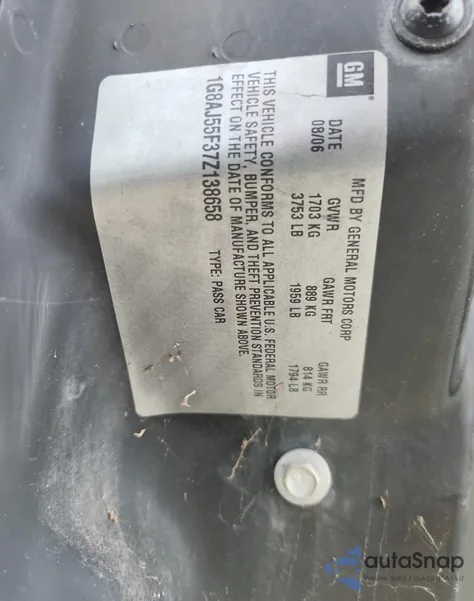 GM
MFD BY GENERAL MOTORS CORP
DATE GVWR GAWR FRT GAWR RR
08/06 1703 KG 889 KG 814 KG
3753 LB 1959 LB 1794 LB
THIS VEHICLE CONFORMS TO ALL APPLICABLE U.S. FEDERAL MOTOR
VEHICLE SAFETY, BUMPER, AND THEFT PREVENTION STANDARDS IN
EFFECT ON THE DATE OF MANUFACTURE SHOWN ABOVE.
1G8AJ55F37Z138658 TYPE: PASS CAR
autaSnap